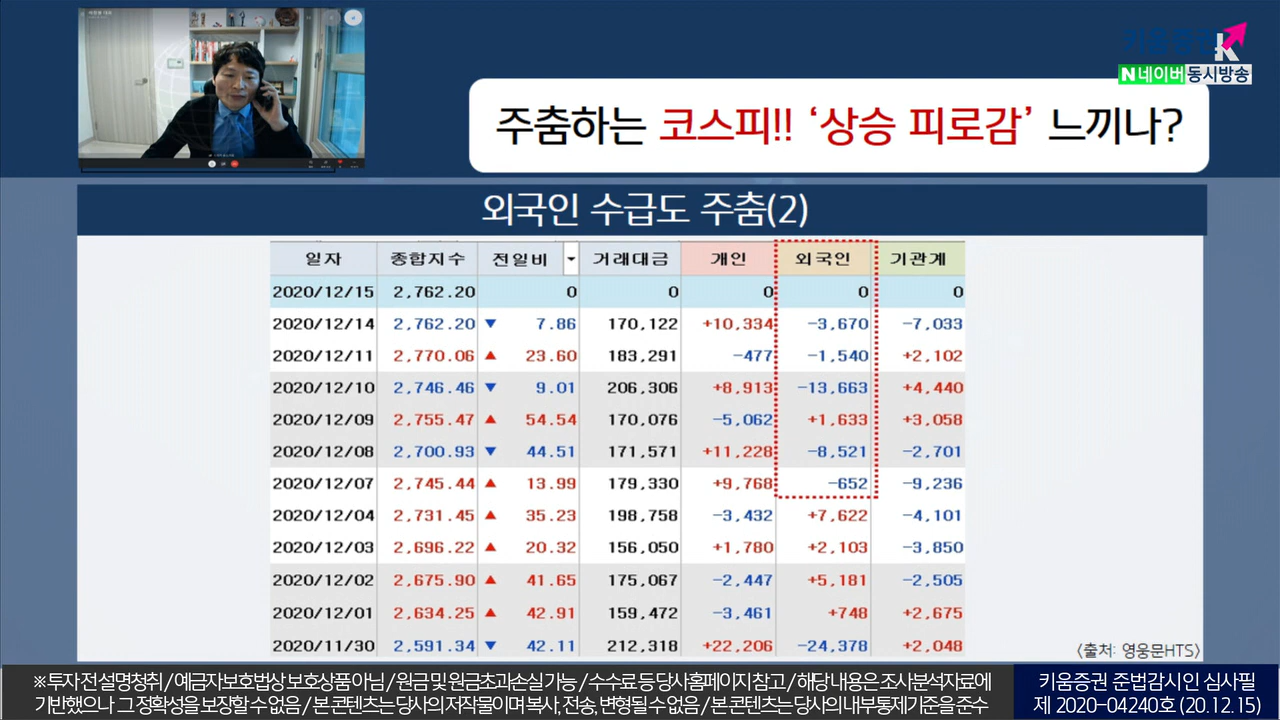 키움증권
N 네이버 동시방송
주춤하는 코스피!! ‘상승 피로감’ 느끼나?
외국인 수급도 주춤(2)
일자 종합지수 전일비 거래대금 개인 외국인 기관계
2020/12/15 2,762.20 0 0 0 0 0
2020/12/14 2,762.20 ▼ 7.86 170,122 +10,334 -3,670 -7,033
2020/12/11 2,770.06 ▲ 23.60 183,291 -477 -1,540 +2,102
2020/12/10 2,746.46 ▼ 9.01 206,306 +8,913 -13,663 +4,440
2020/12/09 2,755.47 ▲ 54.54 170,076 -5,062 +1,633 +3,058
2020/12/08 2,700.93 ▼ 44.51 171,571 +11,228 -8,521 -2,701
2020/12/07 2,745.44 ▲ 13.99 179,330 +9,768 -652 -9,236
2020/12/04 2,731.45 ▲ 35.23 198,758 -3,432 +7,622 -4,101
2020/12/03 2,696.22 ▲ 20.32 156,050 +1,780 +2,103 -3,850
2020/12/02 2,675.90 ▲ 41.65 175,067 -2,447 +5,181 -2,505
2020/12/01 2,634.25 ▲ 42.91 159,472 -3,461 +748 +2,675
2020/11/30 2,591.34 ▼ 42.11 212,318 +22,206 -24,378 +2,048
<출처: 영웅문HTS>
※ 투자 전 설명청취 / 예금자보호법상 보호상품 아님 / 원금 및 원금초과손실 가능 / 수수료 등 당사홈페이지 참고 / 해당 내용은 조사분석자료에
기반했으나 그 정확성을 보장할 수 없음 / 본 콘텐츠는 당사의 저작물이며 복사, 전송, 변형될 수 없음 / 본 콘텐츠는 당사의 내부통제기준을 준수
키움증권 준법감시인 심사필
제 2020-04240호 (20.12.15)